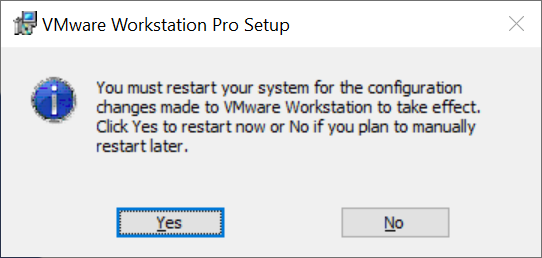 VMware Workstation Pro Setup
You must restart your system for the configuration
changes made to VMware Workstation to take effect.
Click Yes to restart now or No if you plan to manually
restart later.
Yes
No